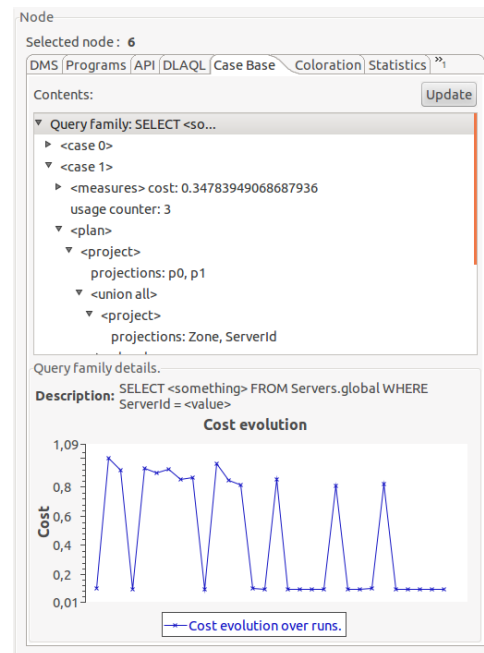 Node
Selected node : 6
DMS Programs API DLAQL Case Base Coloration Statistics »1
Contents: Update
Query family: SELECT <so...
<case 0>
<case 1>
<measures> cost: 0.34783949068687936
usage counter: 3
<plan>
<project>
projections: p0, p1
<union all>
<project>
projections: Zone, ServerId
Query family details.
Description: SELECT <something> FROM Servers.global WHERE
ServerId = <value>
Cost evolution
1,09
0,8
0,6
0,4
0,2
0,01
Cost
Cost evolution over runs.